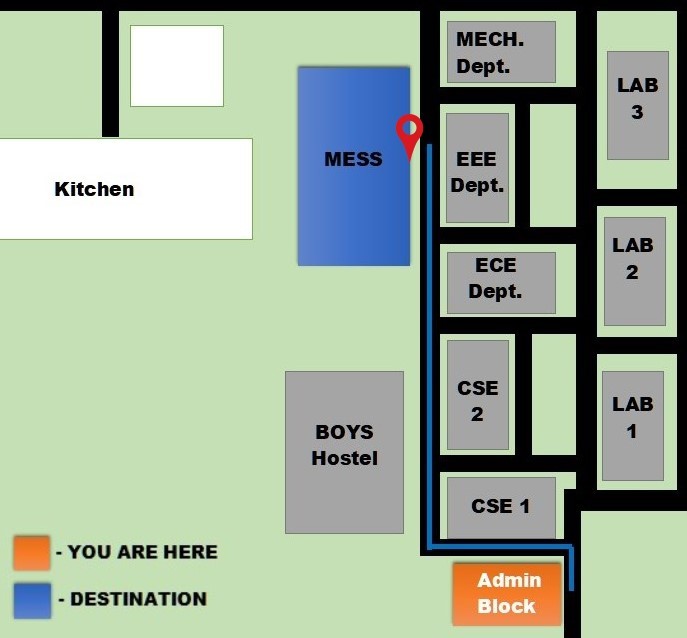 MECH.
Dept.
LAB
3
MESS
EEE
Dept.
Kitchen
LAB
2
ECE
Dept.
CSE
2
LAB
1
BOYS
Hostel
CSE 1
- YOU ARE HERE
- DESTINATION
Admin
Block